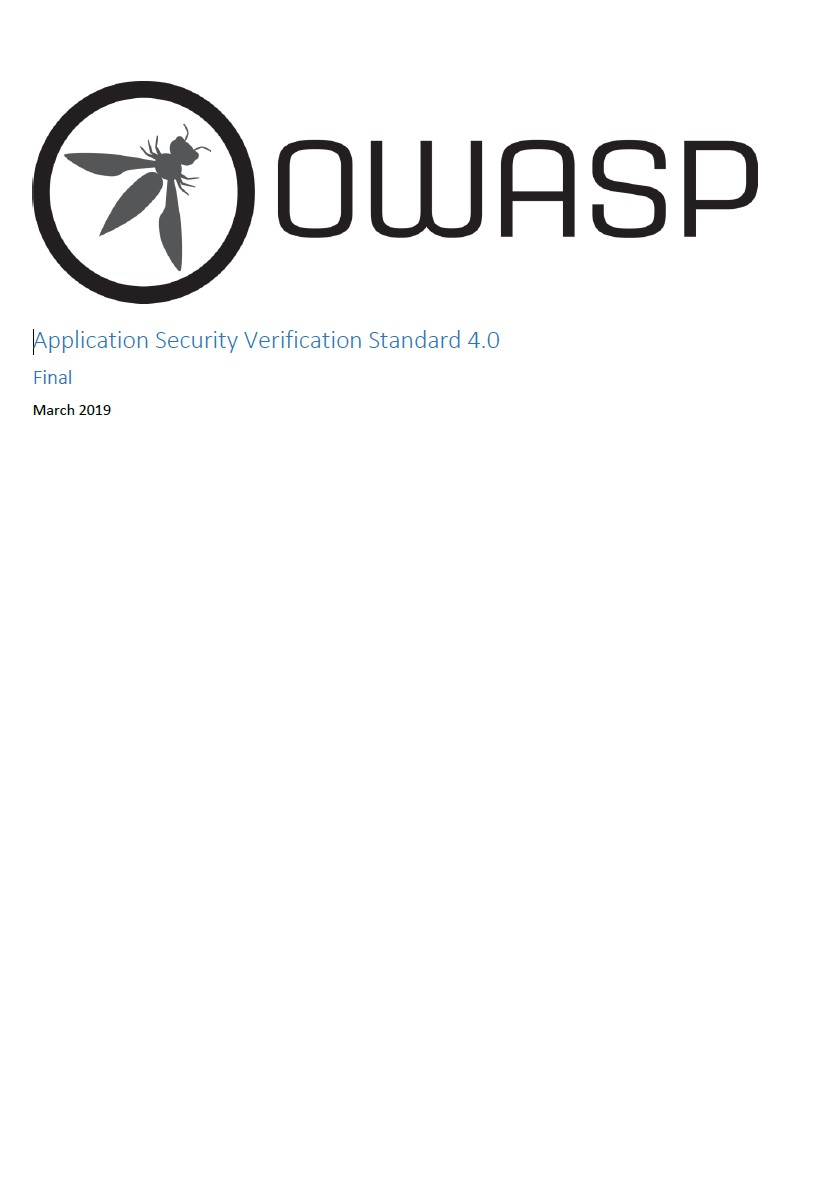 OWASP
Application Security Verification Standard 4.0
Final
March 2019